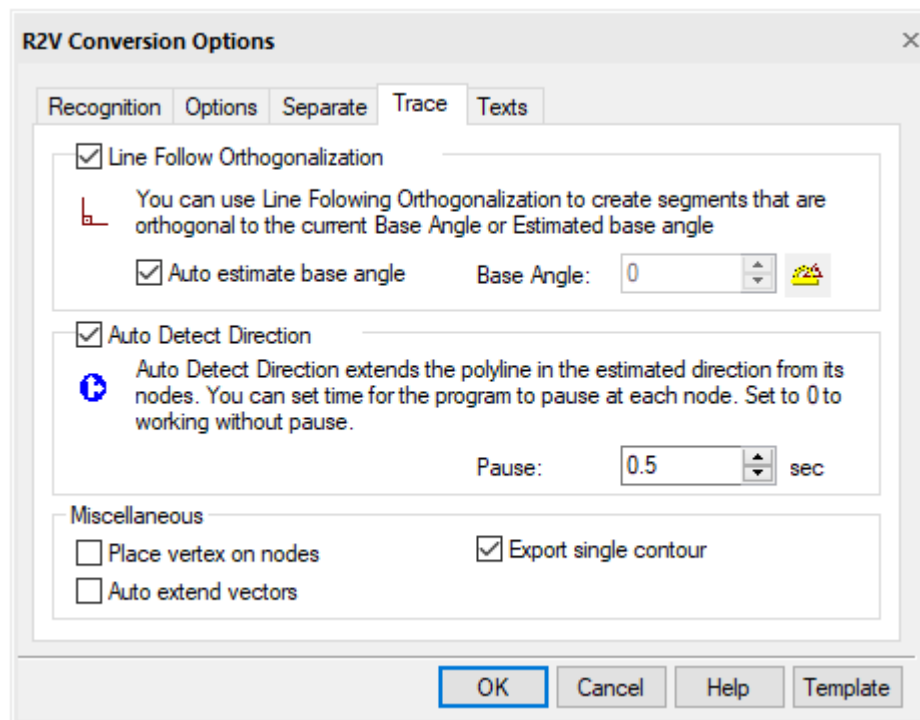 R2V Conversion Options
Recognition Options Separate Trace Texts
Line Follow Orthogonalization
You can use Line Folowing Orthogonalization to create segments that are
orthogonal to the current Base Angle or Estimated base angle
Auto estimate base angle Base Angle: 0
Auto Detect Direction
Auto Detect Direction extends the polyline in the estimated direction from its
nodes. You can set time for the program to pause at each node. Set to 0 to
working without pause.
Pause: 0.5 sec
Miscellaneous
Place vertex on nodes Export single contour
Auto extend vectors
OK Cancel Help Template